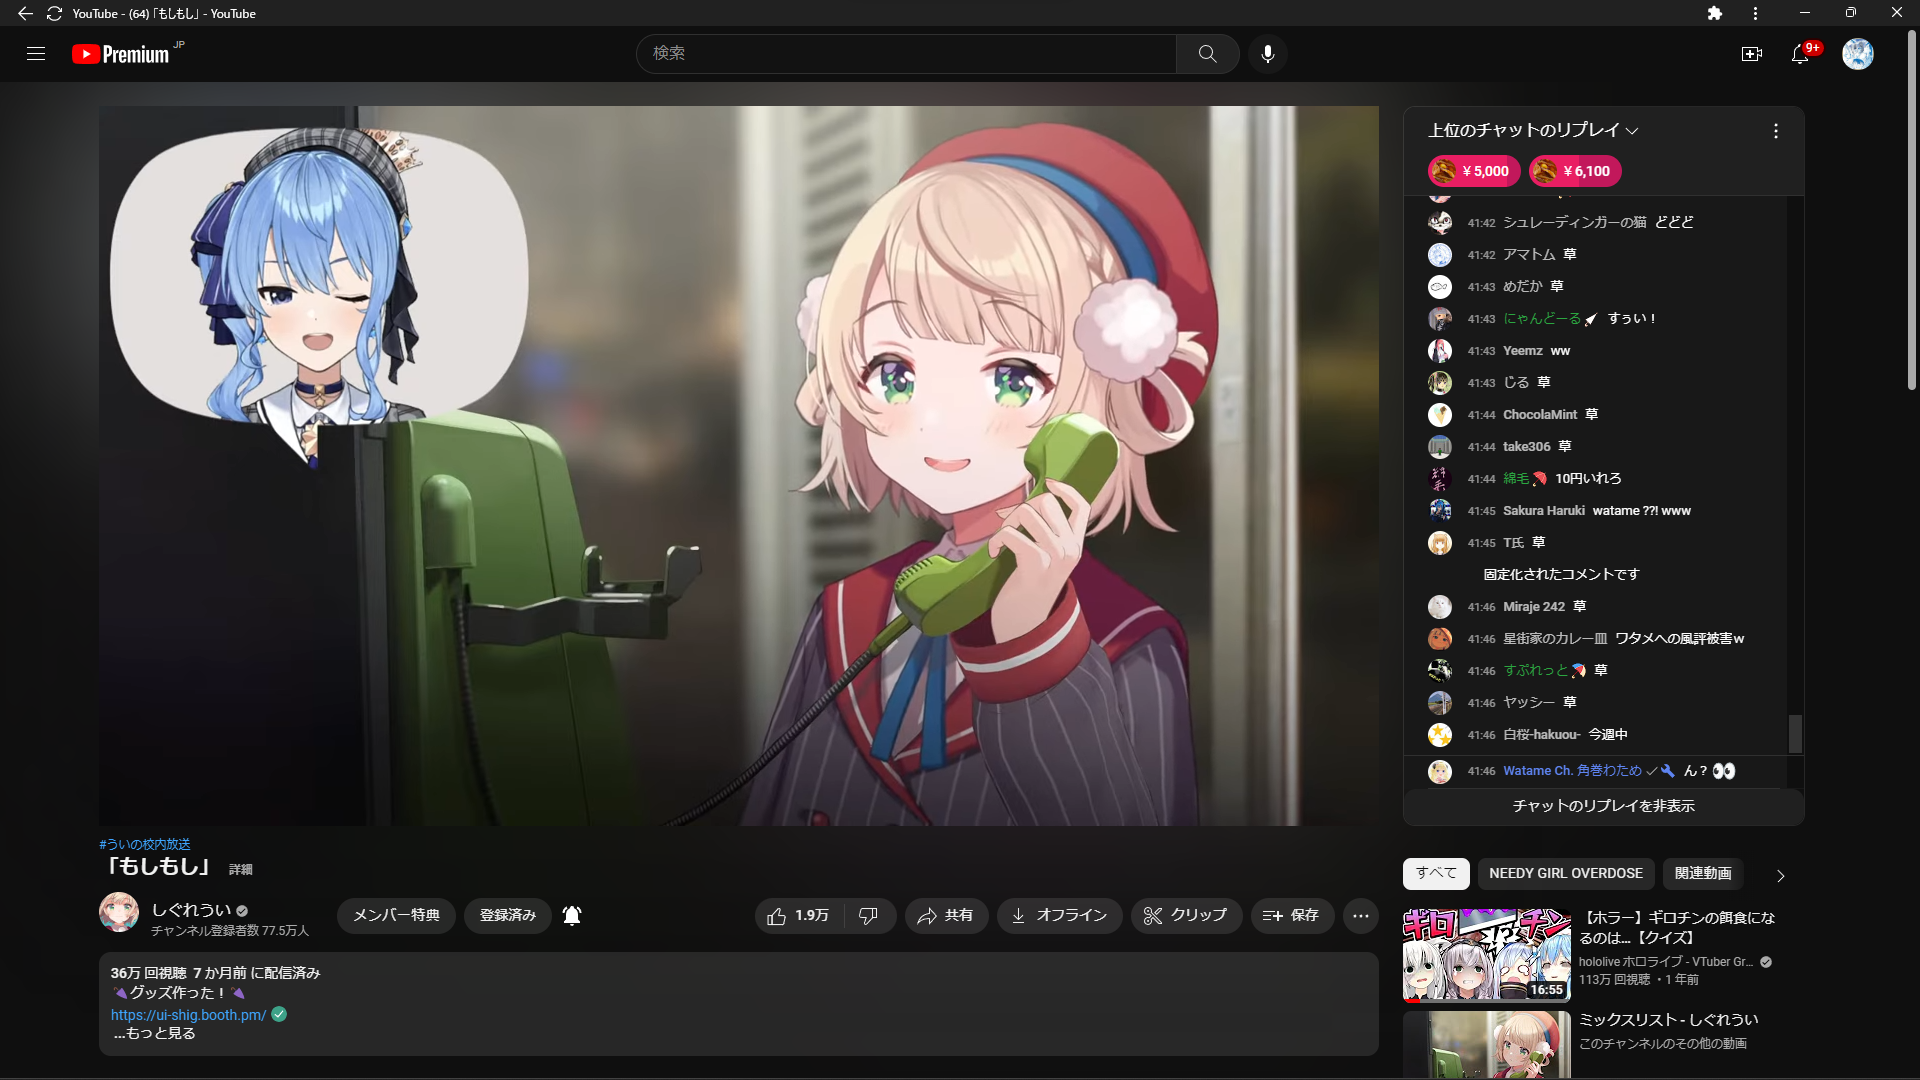 YouTube - (64) 「もしもし」 - YouTube
Premium JP
検索
9+
上位のチャットのリプレイ
￥5,000 ￥6,100
41:42 シュレーディンガーの猫 どどど
41:42 アマトム 草
41:43 めだか 草
41:43 にゃんどーる すぅい！
41:43 Yeemz ww
41:43 じる 草
41:44 ChocolaMint 草
41:44 take306 草
41:44 綿毛 10円いれろ
41:45 Sakura Haruki watame ??! www
41:45 T氏 草
固定化されたコメントです
41:46 Miraje 242 草
41:46 星街家のカレー皿 ワタメへの風評被害w
41:46 すぷれっと 草
41:46 ヤッシー 草
41:46 白桜-hakuou- 今週中
41:46 Watame Ch. 角巻わため ん？👀
チャットのリプレイを非表示
#ういの校内放送
「もしもし」 詳細
しぐれうい
チャンネル登録者数 77.5万人
メンバー特典 登録済み 1.9万 共有 オフライン クリップ 保存
36万 回視聴 7 か月前 に配信済み
グッズ作った！
https://ui-shig.booth.pm/
...もっと見る
すべて NEEDY GIRL OVERDOSE 関連動画
【ホラー】ギロチンの餌食にな
るのは...【クイズ】
hololive ホロライブ - VTuber Gr...
113万 回視聴 ・1 年前
16:55
ミックスリスト - しぐれうい
このチャンネルのその他の動画